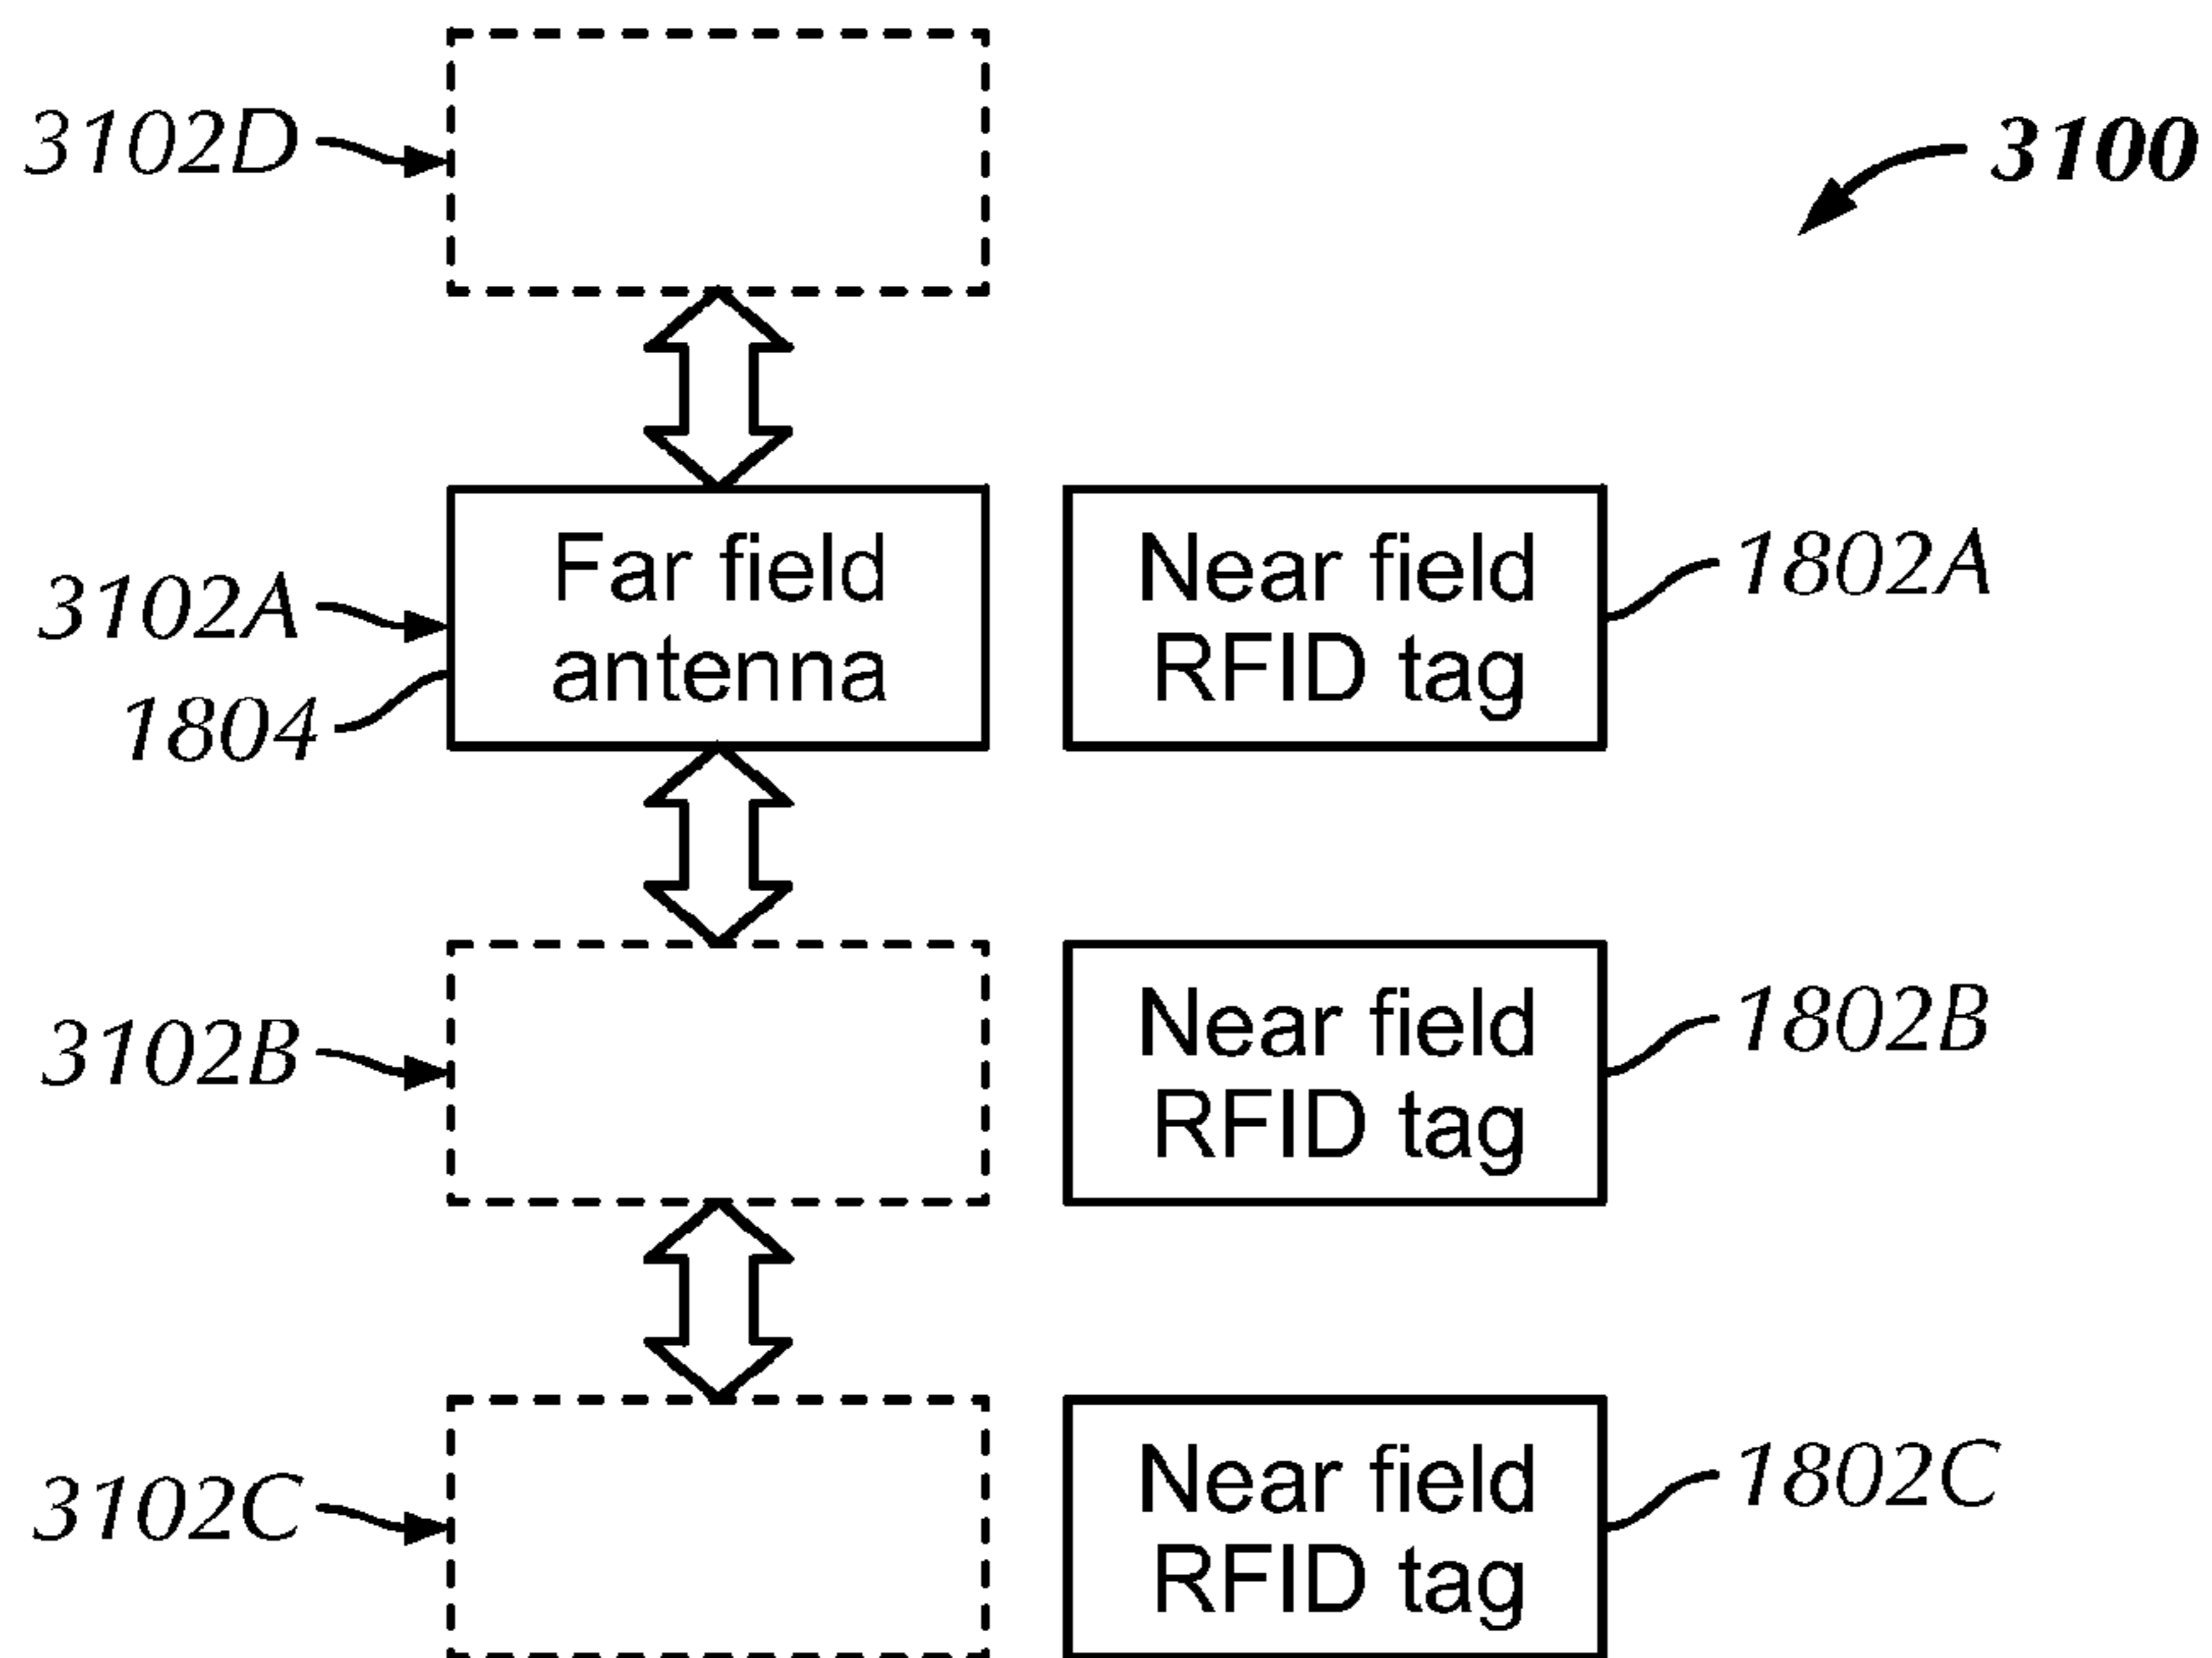 3102D
3100
3102A
1804
Far field
antenna
Near field
RFID tag
1802A
3102B
Near field
RFID tag
1802B
3102C
Near field
RFID tag
1802C